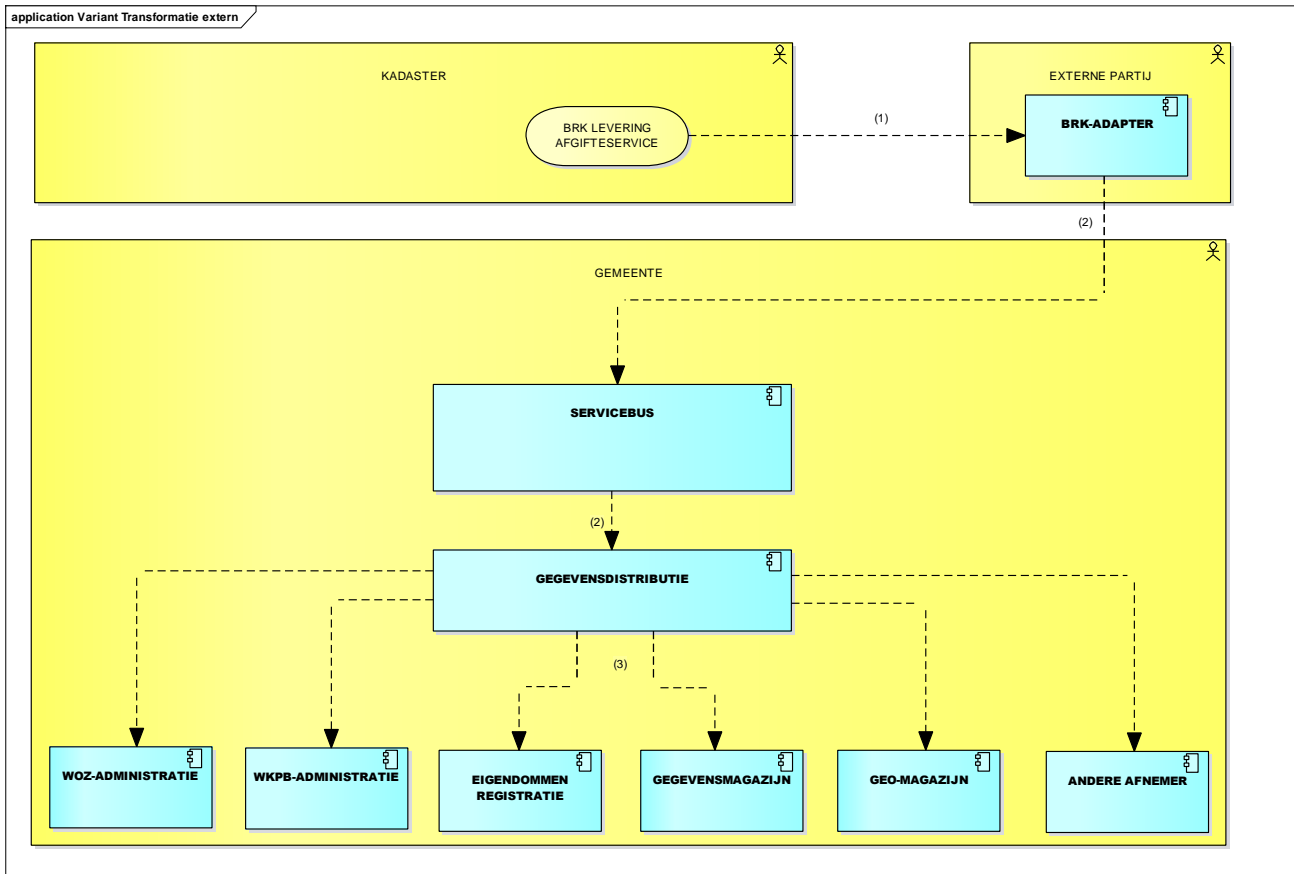 application Variant Transformatie extern
KADASTER
EXTERNE PARTIJ
BRK LEVERING
AFGIFTESERVICE
(1)
BRK-ADAPTER
(2)
GEMEENTE
SERVICEBUS
(2)
GEGEVENSDISTRIBUTIE
(3)
WOZ-ADMINISTRATIE
WKPB-ADMINISTRATIE
EIGENDOMMEN
REGISTRATIE
GEGEVENSMAGAZIJN
GEO-MAGAZIJN
ANDERE AFNEMER